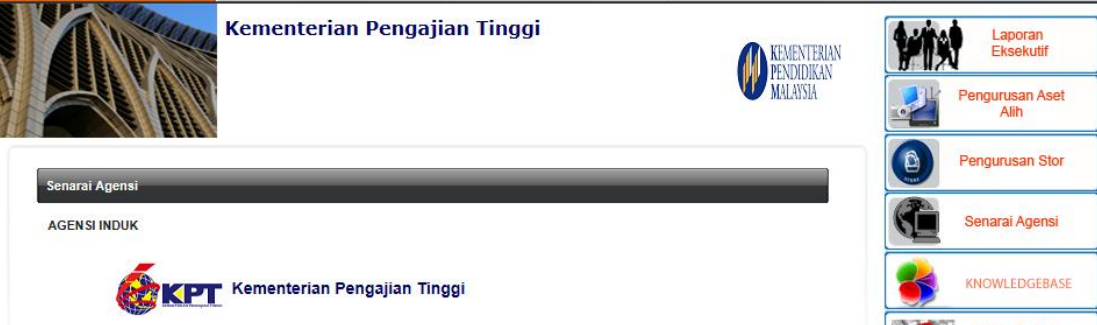 Kementerian Pengajian Tinggi
KEMENTERIAN
PENDIDIKAN
MALAYSIA
Senarai Agensi
AGENSI INDUK
KPT
Kementerian Pengajian Tinggi
Laporan
Eksekutif
Pengurusan Aset
Alih
Pengurusan Stor
STORE
Senarai Agensi
KNOWLEDGEBASE